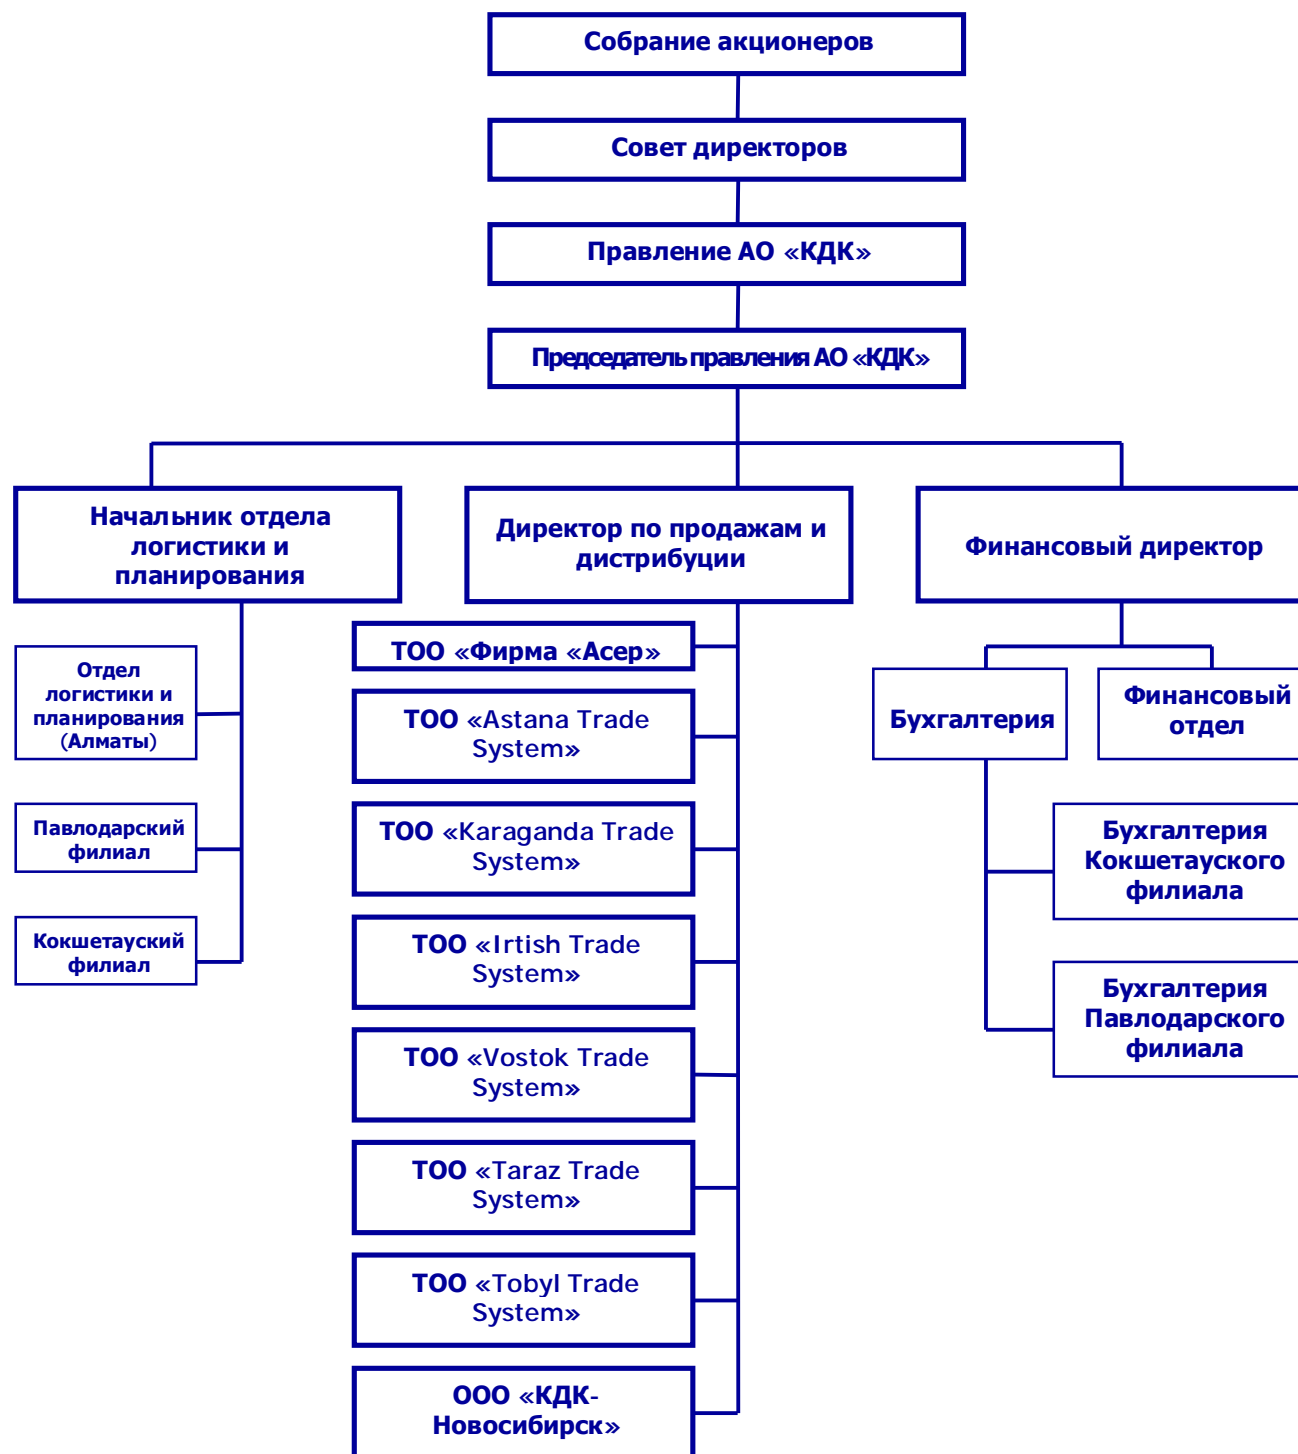 Собрание акционеров
Совет директоров
Правление АО «КДК»
Председатель правления АО «КДК»
Начальник отдела
логистики и
планирования
Директор по продажам и
дистрибуции
Финансовый директор
Отдел
логистики и
планирования
(Алматы)
Павлодарский
филиал
Кокшетауский
филиал
ТОО «Фирма «Асер»
ТОО «Astana Trade
System»
ТОО «Karaganda Trade
System»
ТОО «Irtish Trade
System»
ТОО «Vostok Trade
System»
ТОО «Taraz Trade
System»
ТОО «Tobyl Trade
System»
ООО «КДК-
Новосибирск»
Бухгалтерия
Финансовый
отдел
Бухгалтерия
Кокшетауского
филиала
Бухгалтерия
Павлодарского
филиала